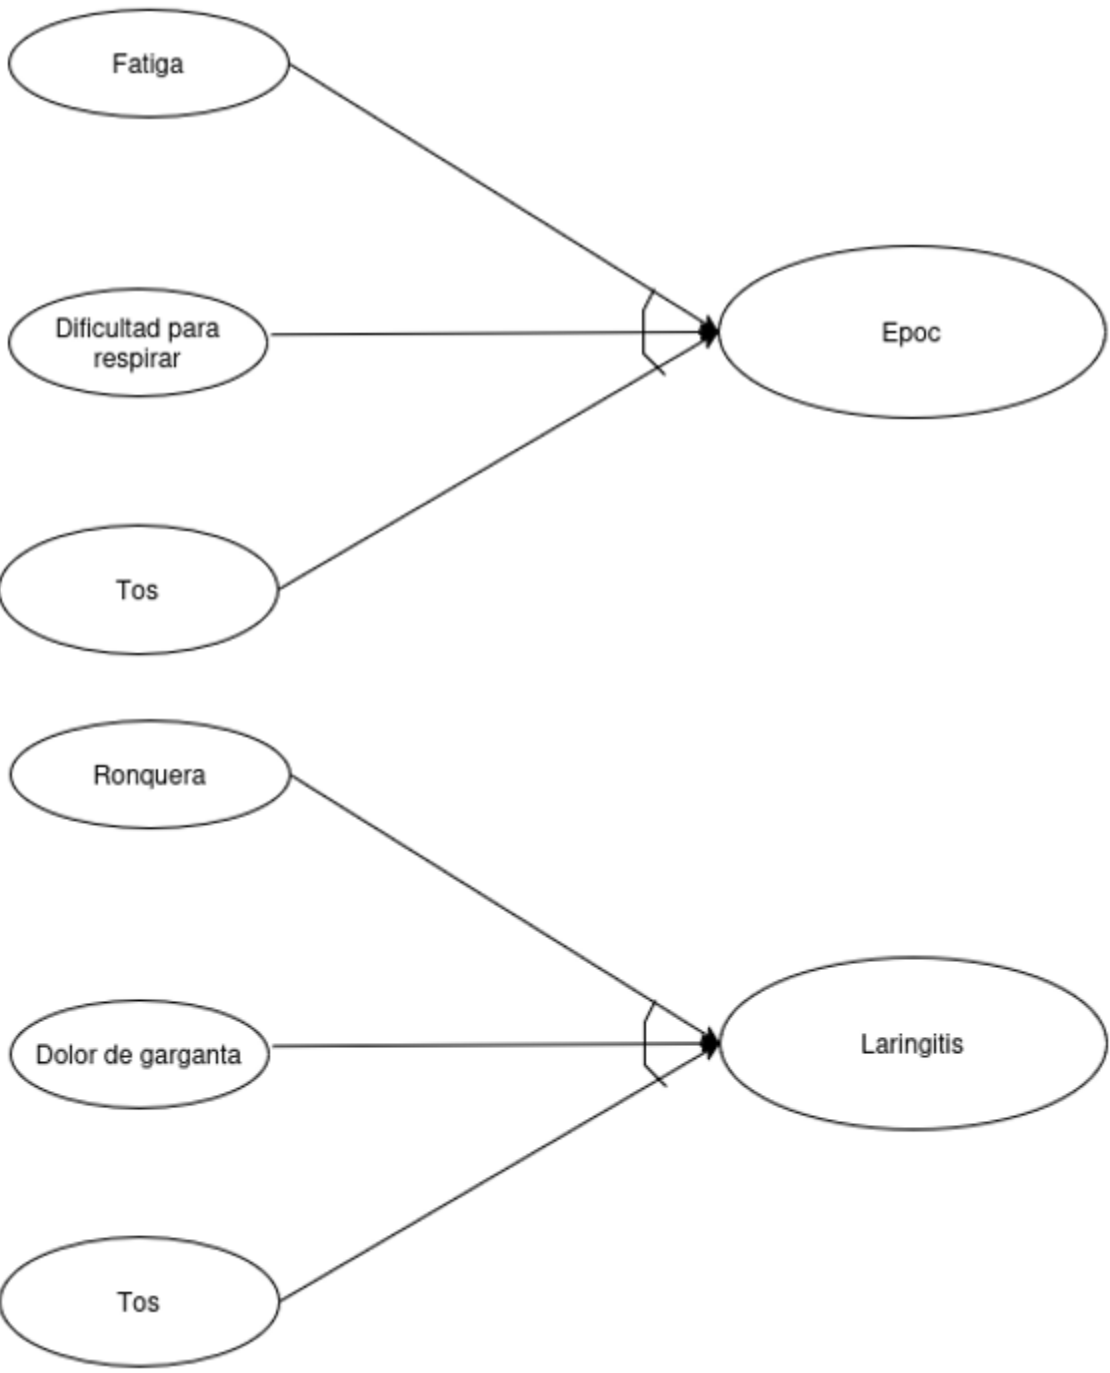 Fatiga
Dificultad para
respirar
Epoc
Tos
Ronquera
Dolor de garganta
Laringitis
Tos